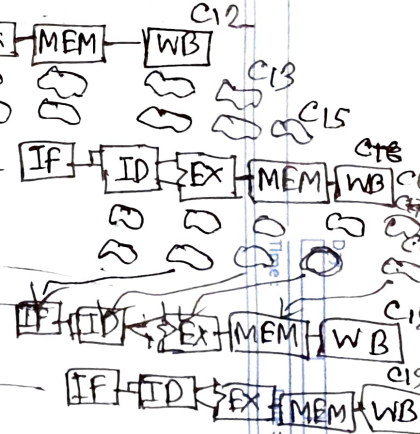 C12
MEM WB
C13
C15
IF ID EX MEM WB
IF ID EX MEM WB
IF ID EX MEM WB